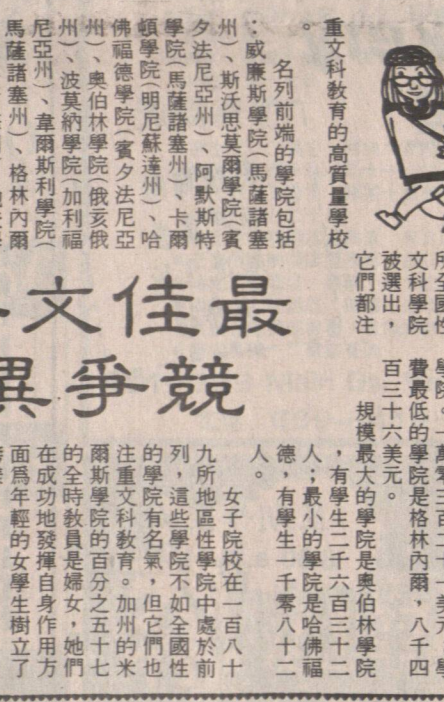 最佳文
競爭異
所全國性
文科學院
被選出，
它們都注
重文科教育的高質量學校
。
名列前端的學院包括
：威廉斯學院（馬薩諸塞
州）、斯沃思莫爾學院（賓
夕法尼亞州）、阿默斯特
學院（馬薩諸塞州）、卡爾
頓學院（明尼蘇達州）、哈
佛福德學院（賓夕法尼亞
州）、奧伯林學院（俄亥俄
州）、波莫納學院（加利福
尼亞州）、韋爾斯利學院（
馬薩諸塞州）、格林內爾
費最低的學院是格林內爾，八千四
百三十六美元。
規模最大的學院是奧伯林學院
，有學生二千六百三十二
人；最小的學院是哈佛福
德，有學生一千零八十二
人。
女子院校在一百八十
九所地區性學院中處於前
列，這些學院不如全國性
的學院有名氣，但它們也
注重文科教育。加州的米
爾斯學院的百分之五十七
的全時教員是婦女，她們
在成功地發揮自身作用方
面爲年輕的女學生樹立了